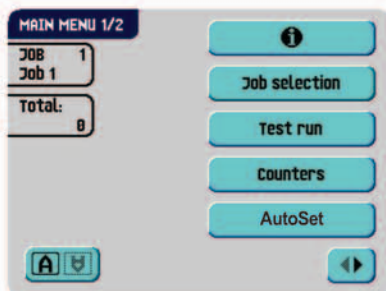 MAIN MENU 1/2
JOB 1
Job 1
Total:
0
Job selection
Test run
Counters
AutoSet
A